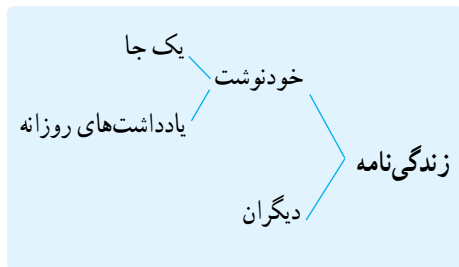 یک جا
خودنوشت
یادداشت‌های روزانه
زندگی‌نامه
دیگران